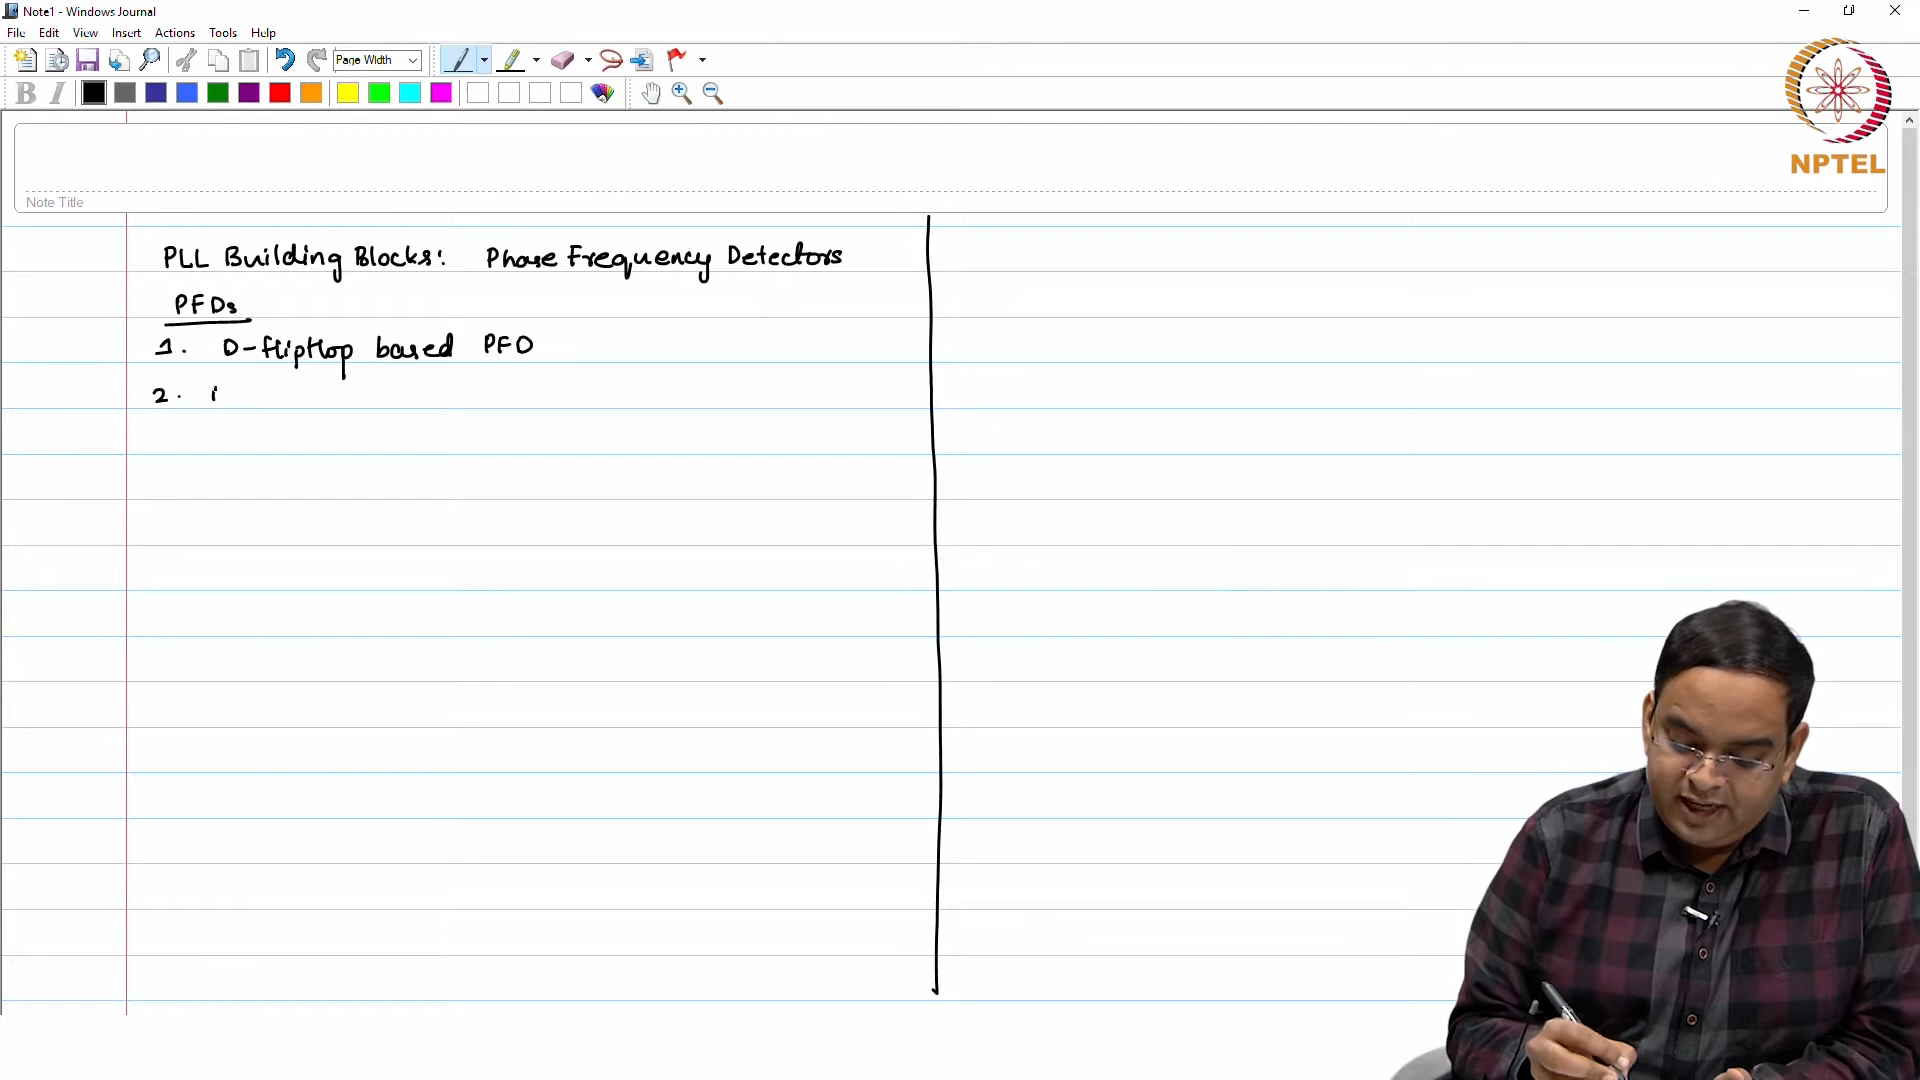 Note1 - Windows Journal
File Edit View Insert Actions Tools Help
Page Width
B I
NPTEL
Note Title
PLL Building Blocks: Phase Frequency Detectors
PFDs
1. D-flipflop based PFD
2.